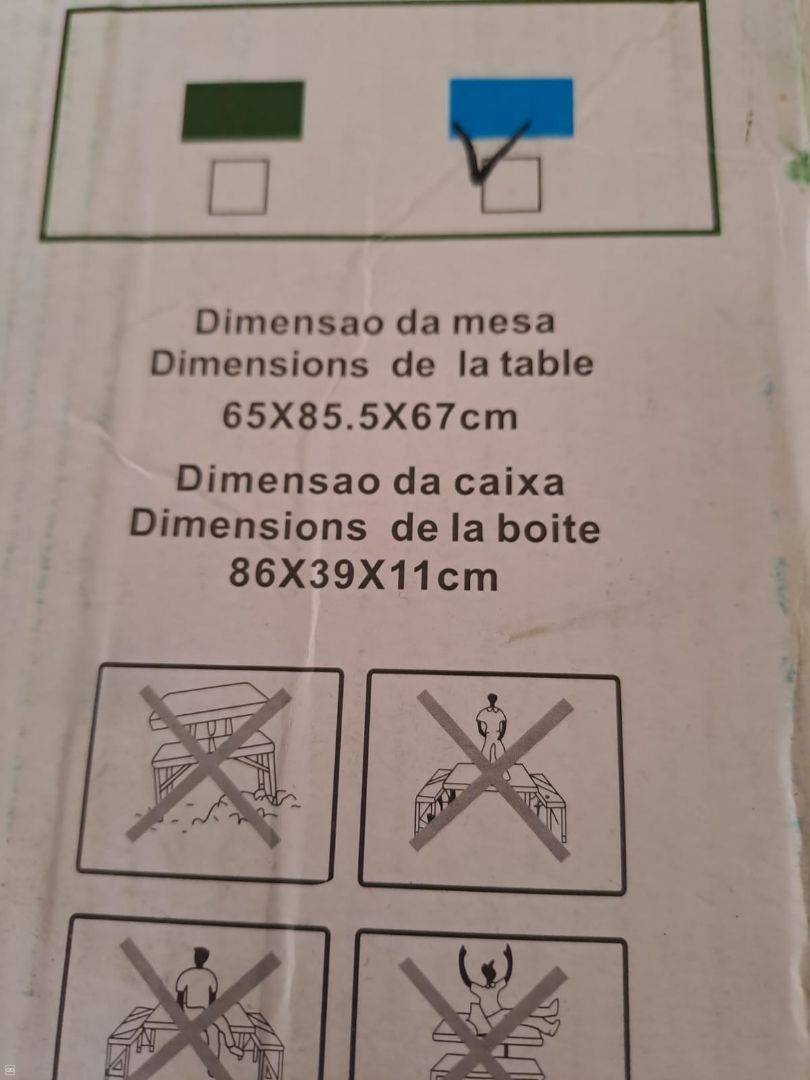 Dimensao da mesa
Dimensions de la table
65X85.5X67cm
Dimensao da caixa
Dimensions de la boite
86X39X11cm